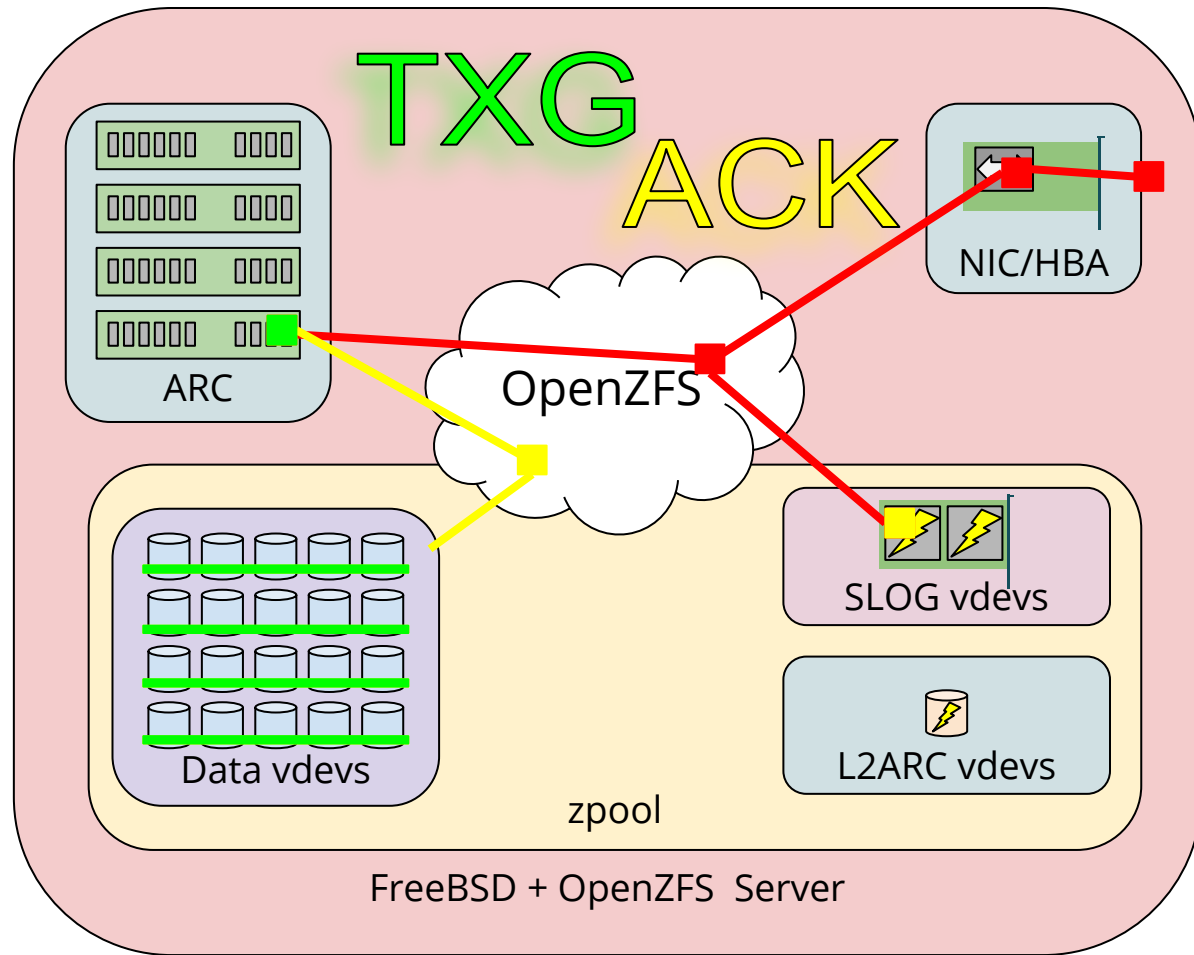 TXG
ACK
NIC/HBA
ARC
OpenZFS
SLOG vdevs
Data vdevs
L2ARC vdevs
zpool
FreeBSD + OpenZFS  Server